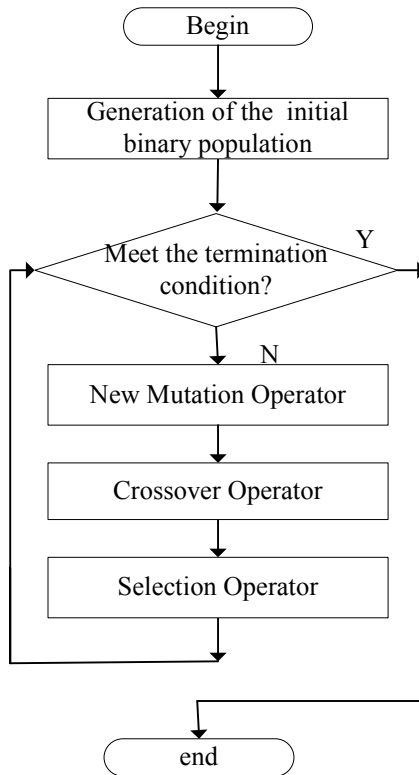 Begin
Generation of the initial
binary population
Y
Meet the termination
condition?
N
New Mutation Operator
Crossover Operator
Selection Operator
end